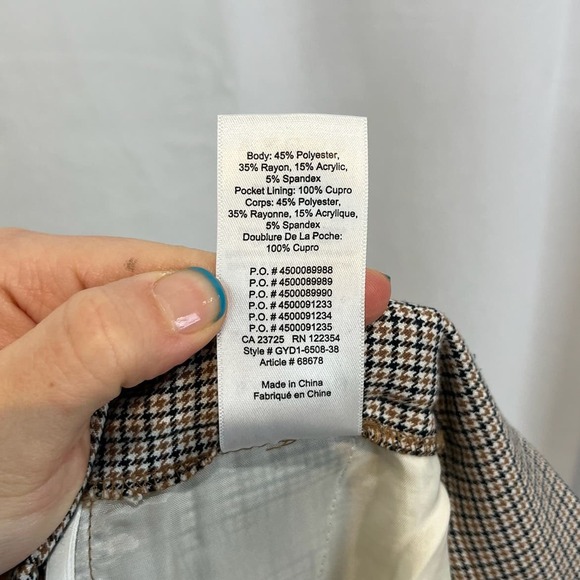 Body: 45% Polyester,
35% Rayon, 15% Acrylic,
5% Spandex
Pocket Lining: 100% Cupro
Corps: 45% Polyester,
35% Rayonne, 15% Acrylique,
5% Spandex
Doublure De La Poche:
100% Cupro
P.O. # 4500089988
P.O. # 4500089989
P.O. # 4500089990
P.O. # 4500091233
P.O. # 4500091234
P.O. # 4500091235
CA 23725 RN 122354
Style # GYD1-6508-38
Article # 68678
Made in China
Fabriqué en Chine